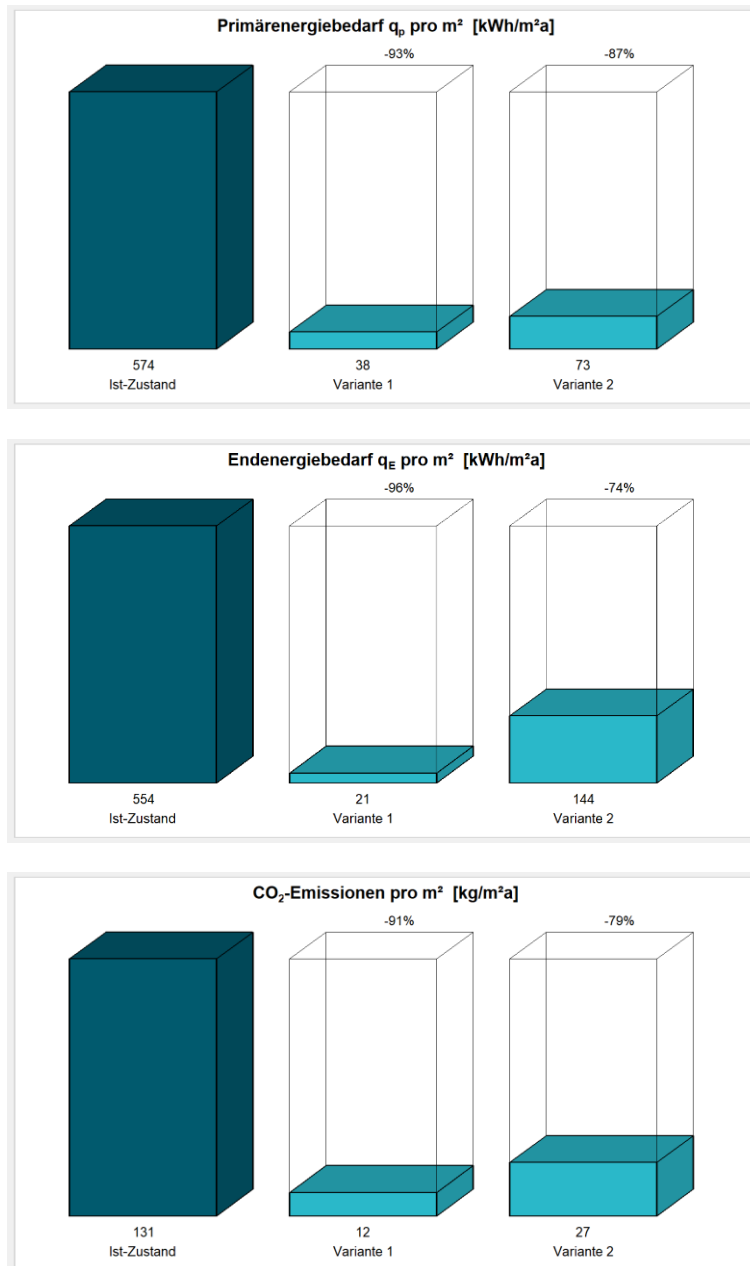 Primärenergiebedarf qp pro m² [kWh/m²a]
-93% -87%
574 38 73
Ist-Zustand Variante 1 Variante 2
Endenergiebedarf qE pro m² [kWh/m²a]
-96% -74%
554 21 144
Ist-Zustand Variante 1 Variante 2
CO₂-Emissionen pro m² [kg/m²a]
-91% -79%
131 12 27
Ist-Zustand Variante 1 Variante 2